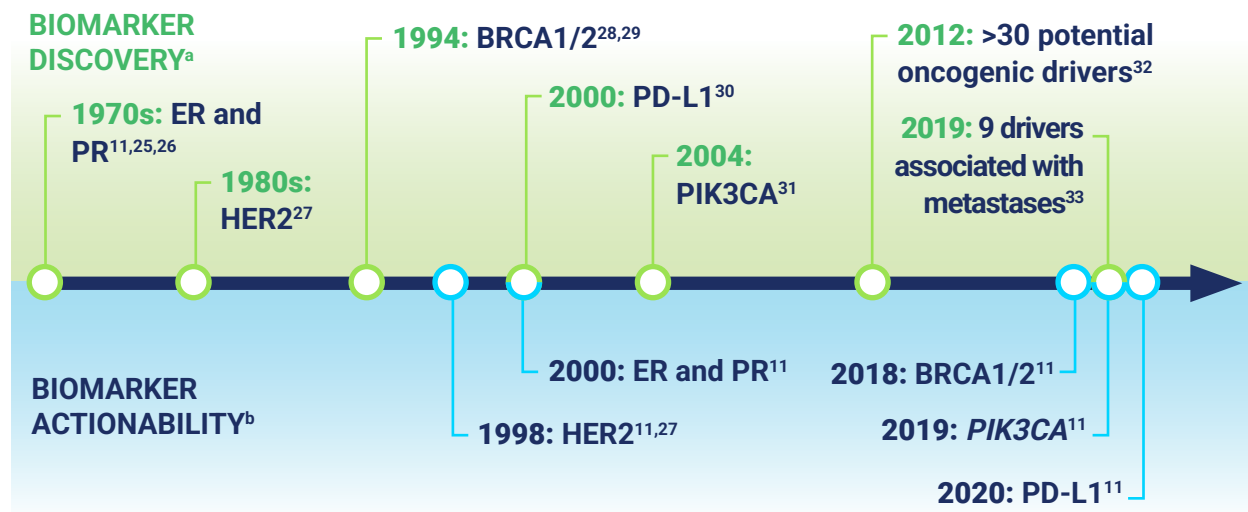 BIOMARKER
DISCOVERYᵃ
1970s: ER and
PR¹¹,²⁵,²⁶
1980s:
HER2²⁷
1994: BRCA1/2²⁸,²⁹
2000: PD-L1³⁰
2004:
PIK3CA³¹
2012: >30 potential
oncogenic drivers³²
2019: 9 drivers
associated with
metastases³³
BIOMARKER
ACTIONABILITYᵇ
1998: HER2¹¹,²⁷
2000: ER and PR¹¹
2018: BRCA1/2¹¹
2019: PIK3CA¹¹
2020: PD-L1¹¹